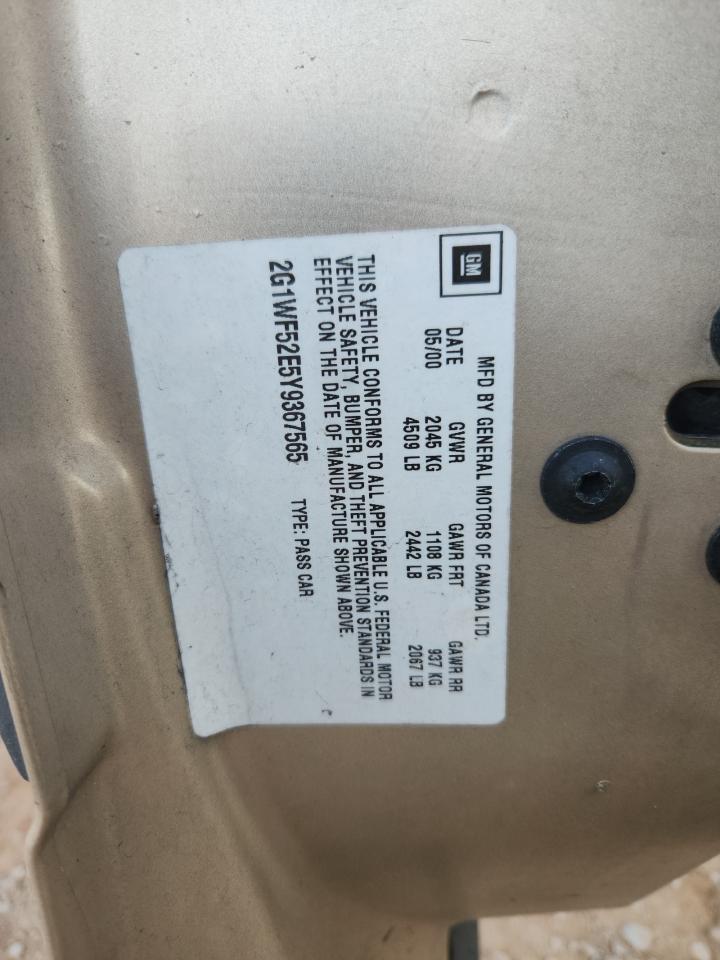 GM
MFD BY GENERAL MOTORS OF CANADA LTD.
DATE GVWR GAWR FRT GAWR RR
05/00 2045 KG 1108 KG 937 KG
4509 LB 2442 LB 2067 LB
THIS VEHICLE CONFORMS TO ALL APPLICABLE U.S. FEDERAL MOTOR
VEHICLE SAFETY, BUMPER, AND THEFT PREVENTION STANDARDS IN
EFFECT ON THE DATE OF MANUFACTURE SHOWN ABOVE.
2G1WF52E5Y9367565 TYPE: PASS CAR